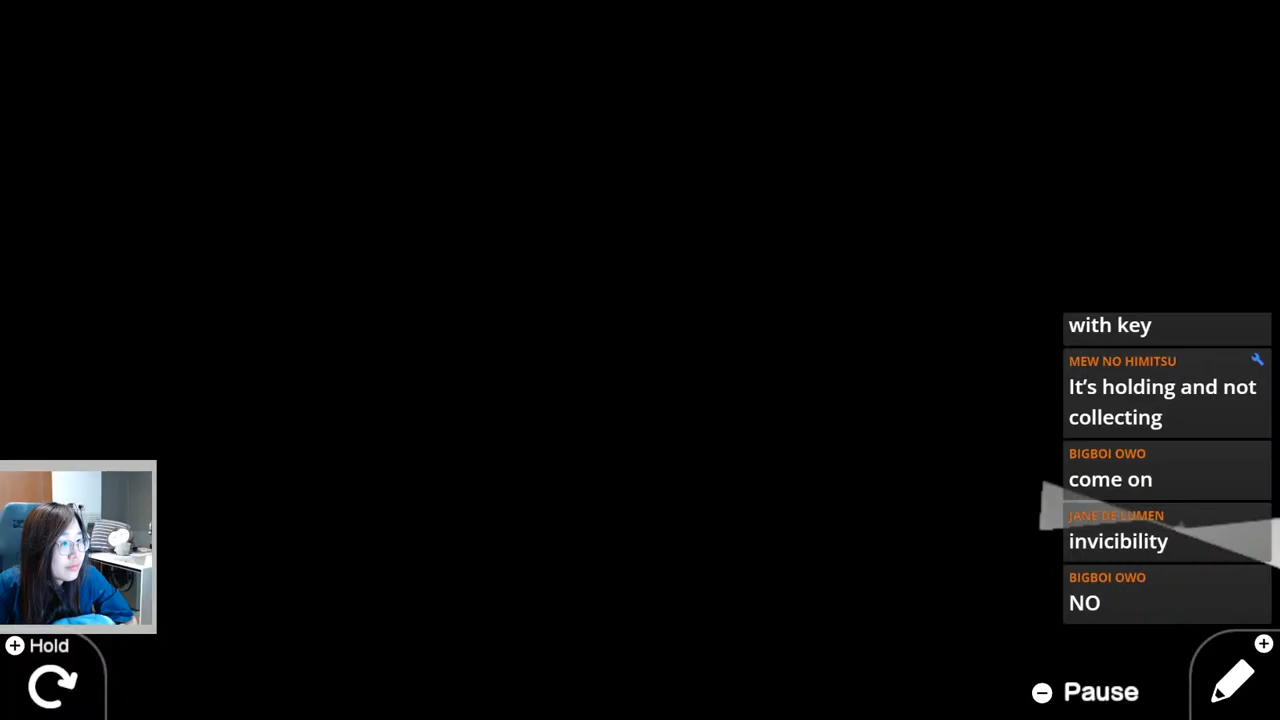 with key
MEW NO HIMITSU
It's holding and not
collecting
BIGBOI OWO
come on
JANE DE LUMEN
invicibility
BIGBOI OWO
NO
Hold
Pause